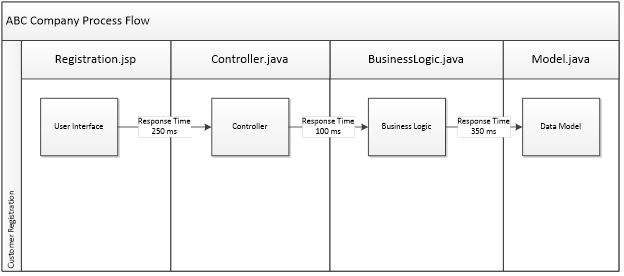 ABC Company Process Flow
Registration.jsp
Controller.java
BusinessLogic.java
Model.java
User Interface
Response Time
250 ms
Controller
Response Time
100 ms
Business Logic
Response Time
350 ms
Data Model
Customer Registration